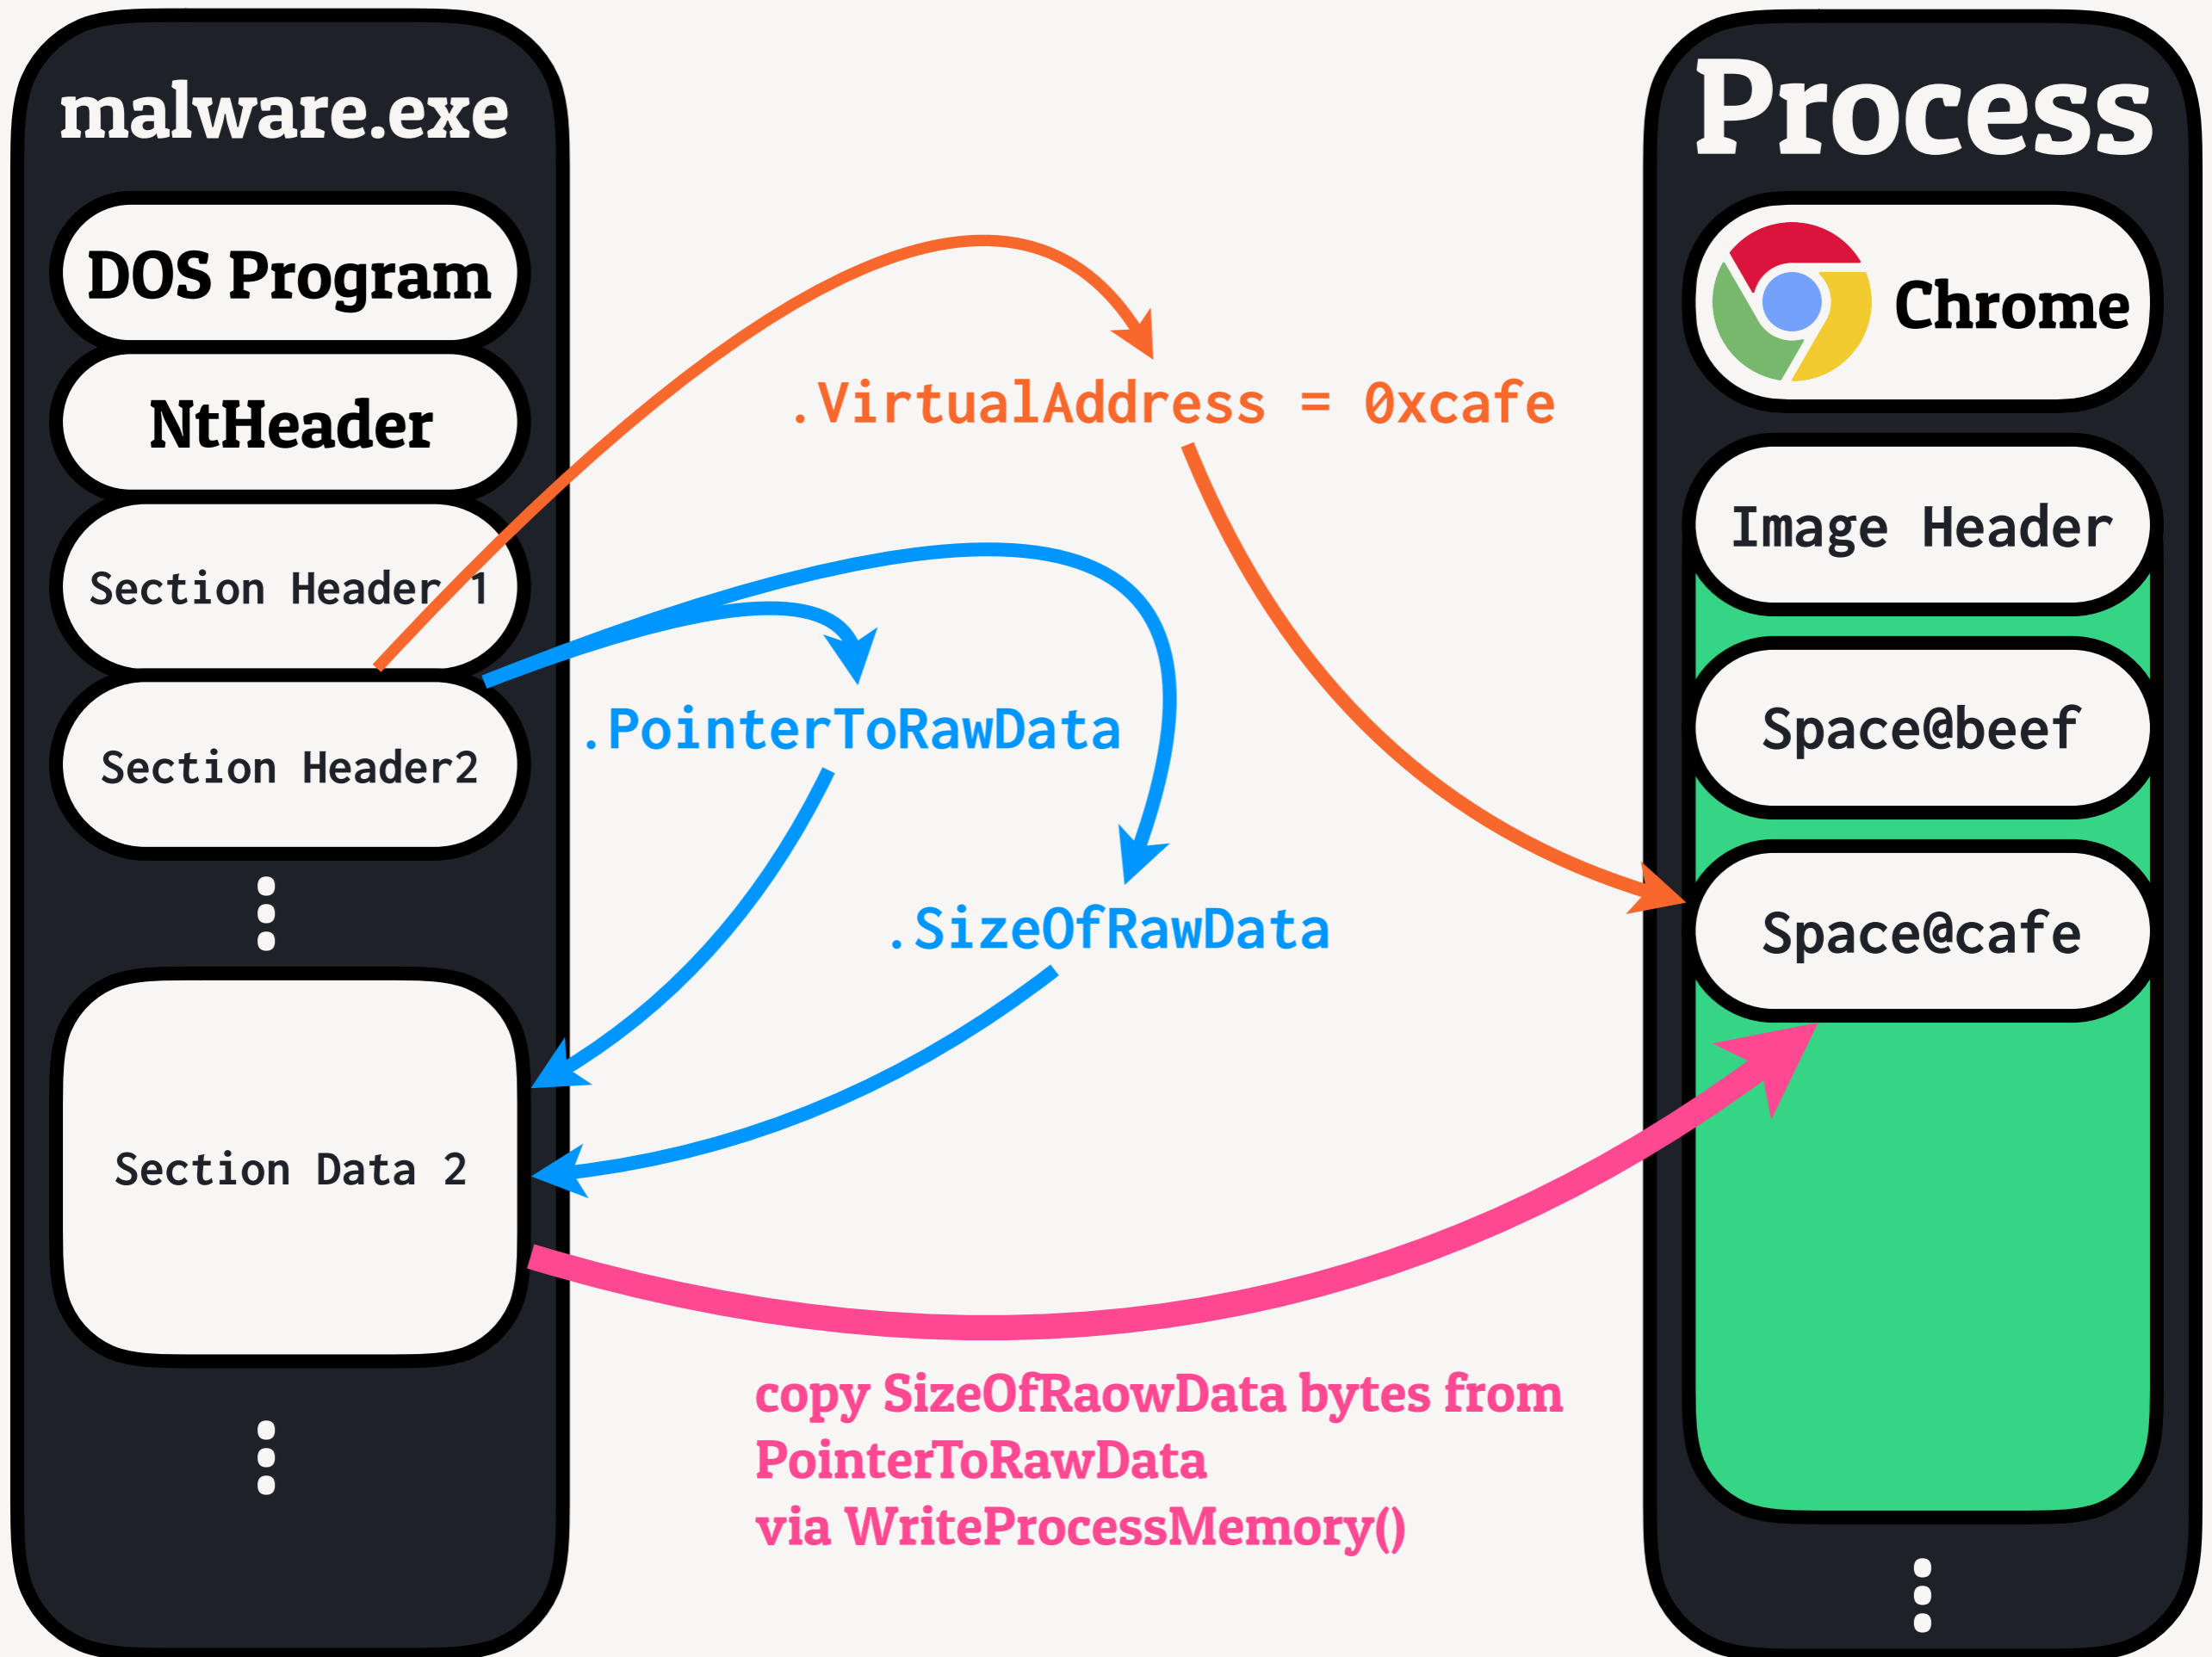 malware.exe
DOS Program
NtHeader
Section Header 1
Section Header2
Section Data 2
.VirtualAddress = 0xcafe
.PointerToRawData
.SizeOfRawData
copy SizeOfRaowData bytes from
PointerToRawData
via WriteProcessMemory()
Process
Chrome
Image Header
Space@beef
Space@cafe